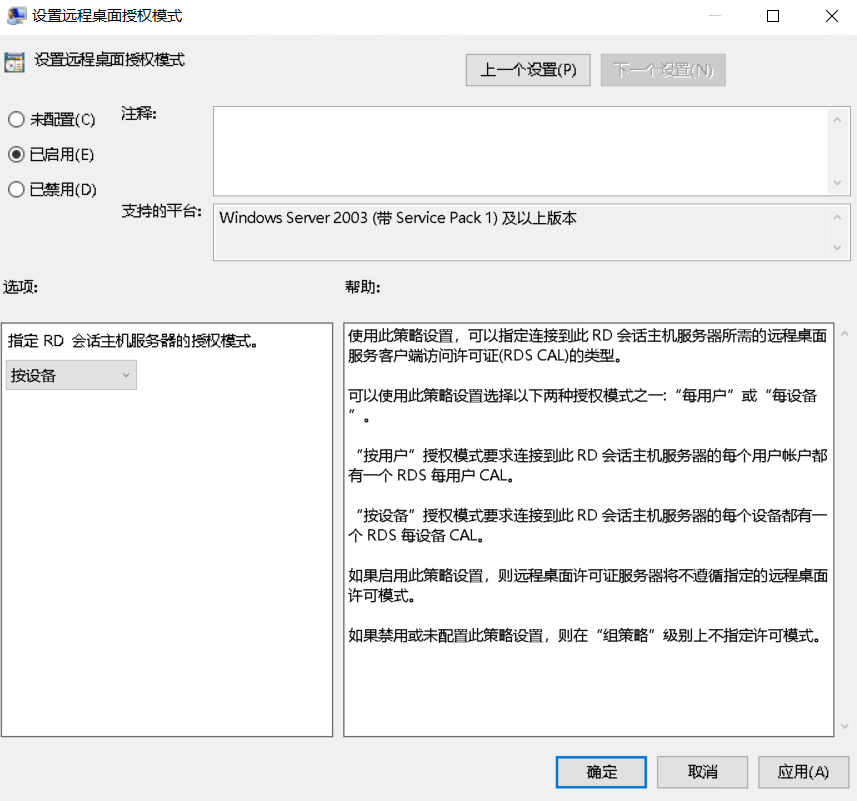 设置远程桌面授权模式
设置远程桌面授权模式
上一个设置(P)
下一个设置(N)
未配置(C)
已启用(E)
已禁用(D)
注释:
支持的平台:
Windows Server 2003 (带 Service Pack 1) 及以上版本
选项:
帮助:
指定 RD 会话主机服务器的授权模式。
按设备
使用此策略设置，可以指定连接到此 RD 会话主机服务器所需的远程桌面
服务客户端访问许可证(RDS CAL)的类型。
可以使用此策略设置选择以下两种授权模式之一:“每用户”或“每设备
”。
“按用户”授权模式要求连接到此 RD 会话主机服务器的每个用户帐户都
有一个 RDS 每用户 CAL。
“按设备”授权模式要求连接到此 RD 会话主机服务器的每个设备都有一
个 RDS 每设备 CAL。
如果启用此策略设置，则远程桌面许可证服务器将不遵循指定的远程桌面
许可模式。
如果禁用或未配置此策略设置，则在“组策略”级别上不指定许可模式。
确定
取消
应用(A)